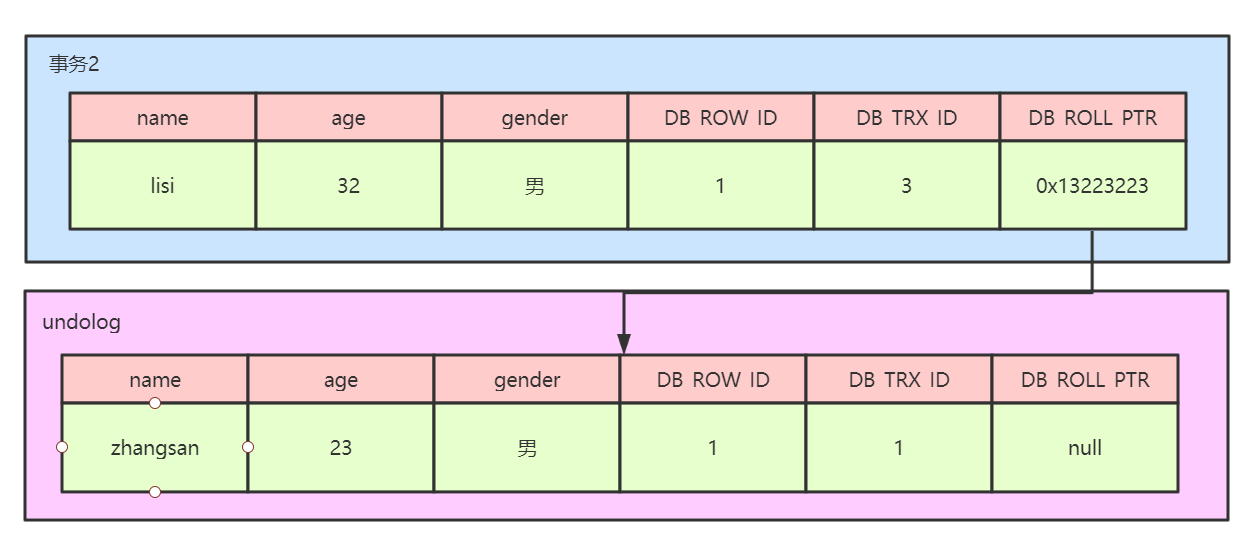 事务2
name age gender DB ROW ID DB TRX ID DB ROLL PTR
lisi 32 男 1 3 0x13223223
undolog
name age gender DB ROW ID DB TRX ID DB ROLL PTR
zhangsan 23 男 1 1 null